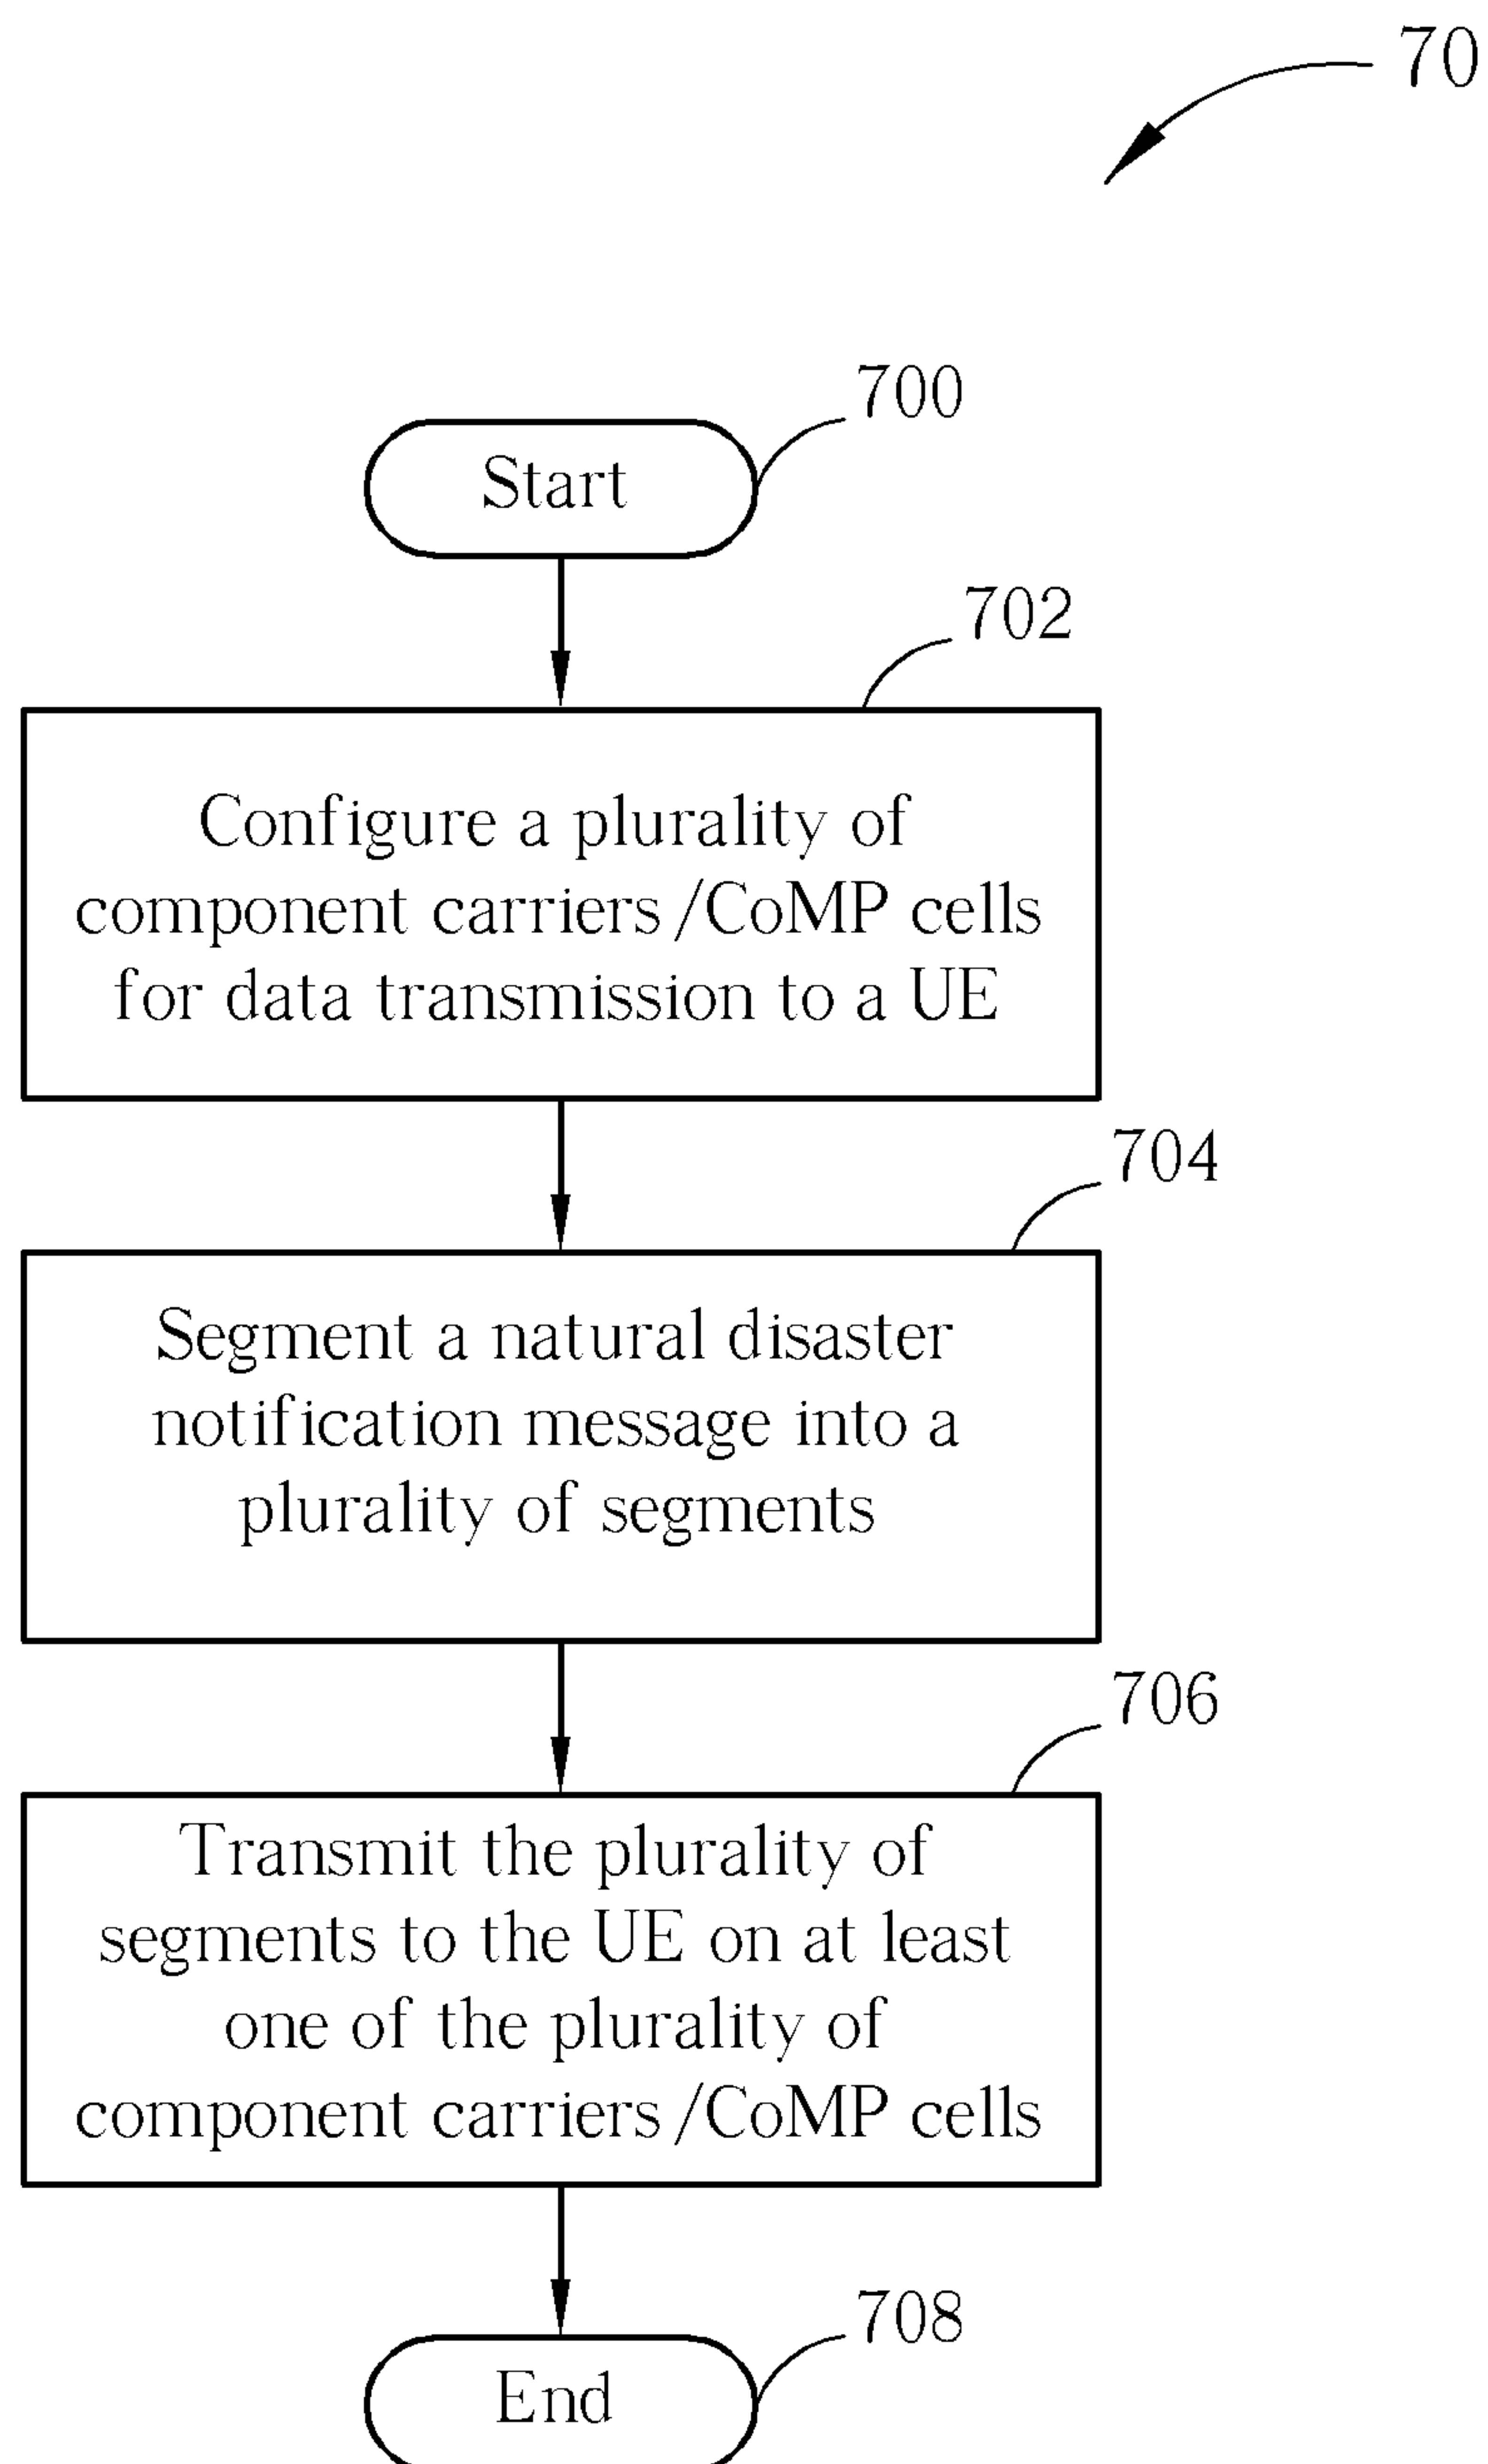 70
700
Start
702
Configure a plurality of
component carriers/CoMP cells
for data transmission to a UE
704
Segment a natural disaster
notification message into a
plurality of segments
706
Transmit the plurality of
segments to the UE on at least
one of the plurality of
component carriers/CoMP cells
708
End